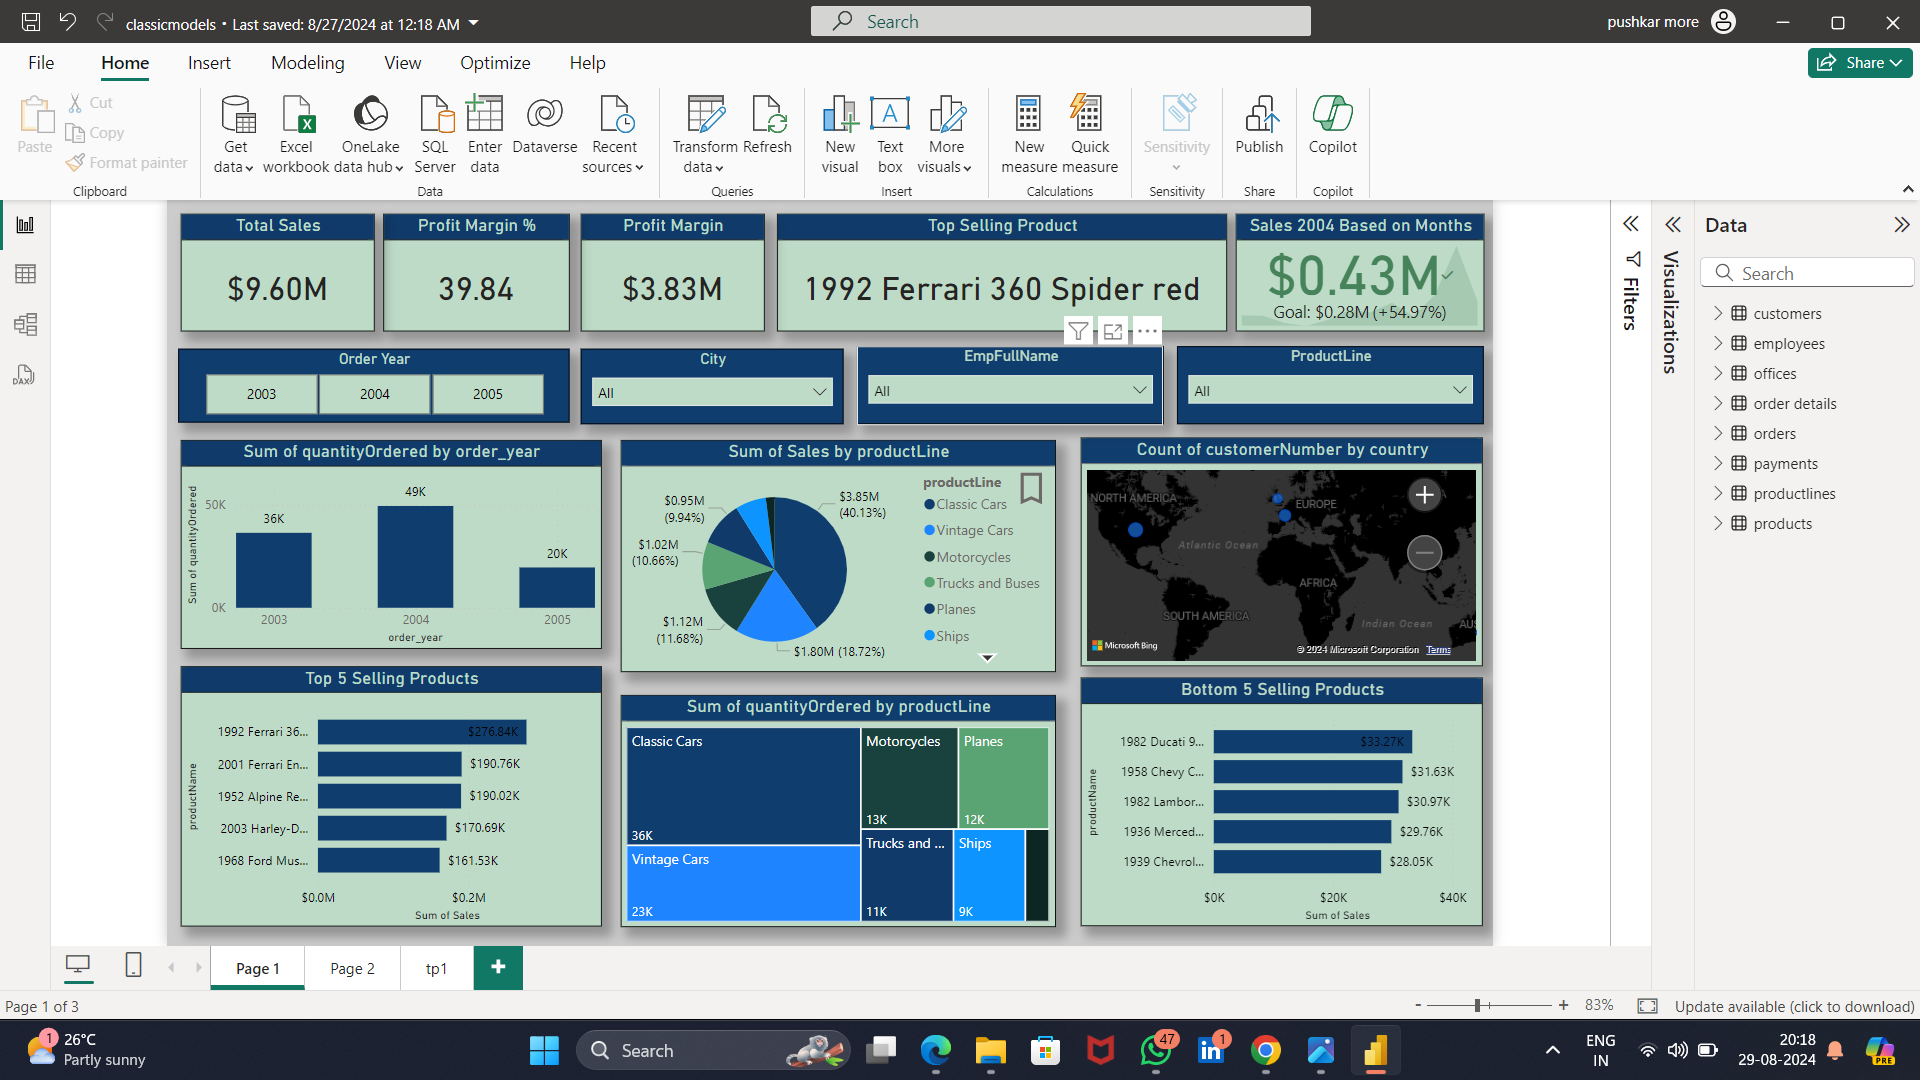 classicmodels • Last saved: 8/27/2024 at 12:18 AM
Search
pushkar more
File Home Insert Modeling View Optimize Help
Share
Paste
Cut
Copy
Format painter
Clipboard
Get data
Excel workbook
OneLake data hub
SQL Server
Enter data
Dataverse
Recent sources
Data
Transform data
Refresh
Queries
New visual
Text box
More visuals
Insert
New measure
Quick measure
Calculations
Sensitivity
Sensitivity
Publish
Share
Copilot
Copilot
Total Sales
$9.60M
Profit Margin %
39.84
Profit Margin
$3.83M
Top Selling Product
1992 Ferrari 360 Spider red
Sales 2004 Based on Months
$0.43M
Goal: $0.28M (+54.97%)
Order Year
2003 2004 2005
City
All
EmpFullName
All
ProductLine
All
Sum of quantityOrdered by order_year
Sum of quantityOrdered
50K
0K
36K
49K
20K
2003 2004 2005
order_year
Sum of Sales by productLine
$3.85M
(40.13%)
$1.80M (18.72%)
$1.12M
(11.68%)
$1.02M
(10.66%)
$0.95M
(9.94%)
productLine
Classic Cars
Vintage Cars
Motorcycles
Trucks and Buses
Planes
Ships
Count of customerNumber by country
NORTH AMERICA
EUROPE
Atlantic Ocean
AFRICA
SOUTH AMERICA
Indian Ocean
AUS
Microsoft Bing
© 2024 Microsoft Corporation Terms
Top 5 Selling Products
productName
1992 Ferrari 36... $276.84K
2001 Ferrari En... $190.76K
1952 Alpine Re... $190.02K
2003 Harley-D... $170.69K
1968 Ford Mus... $161.53K
$0.0M $0.2M
Sum of Sales
Sum of quantityOrdered by productLine
Classic Cars
36K
Vintage Cars
23K
Motorcycles
13K
Planes
12K
Trucks and ...
11K
Ships
9K
Bottom 5 Selling Products
productName
1982 Ducati 9... $33.27K
1958 Chevy C... $31.63K
1982 Lambor... $30.97K
1936 Merced... $29.76K
1939 Chevrol... $28.05K
$0K $20K $40K
Sum of Sales
Filters
Visualizations
Data
Search
customers
employees
offices
order details
orders
payments
productlines
products
DAX
Page 1 Page 2 tp1 +
Page 1 of 3
- + 83%
Update available (click to download)
1
26°C
Partly sunny
Search
47
1
ENG
IN
20:18
29-08-2024
PRE